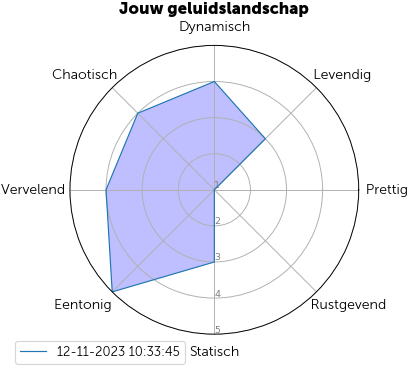 Jouw geluidslandschap
Dynamisch
Chaotisch
Levendig
Vervelend
1
Prettig
2
3
4
Eentonig
Rustgevend
5
12-11-2023 10:33:45
Statisch